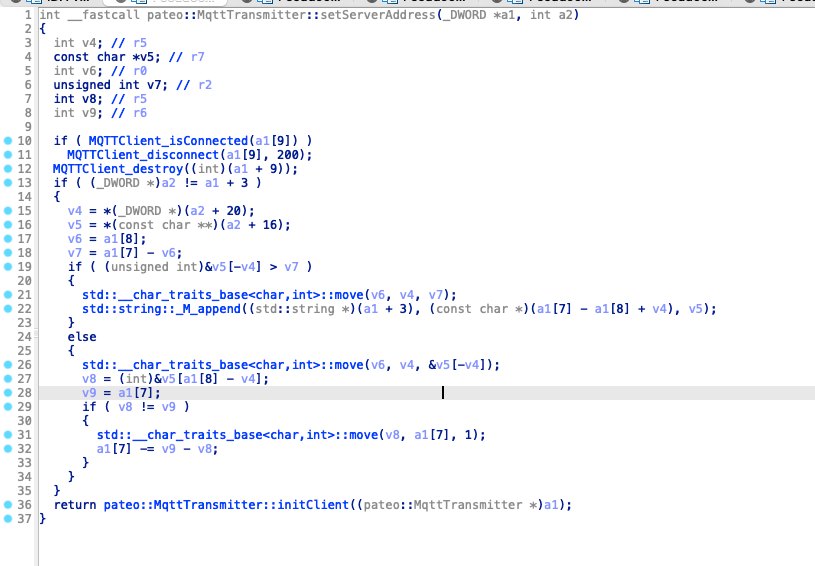 1 int __fastcall pateo::MqttTransmitter::setServerAddress(_DWORD *a1, int a2)
2 {
3   int v4; // r5
4   const char *v5; // r7
5   int v6; // r0
6   unsigned int v7; // r2
7   int v8; // r5
8   int v9; // r6
9
10   if ( MQTTClient_isConnected(a1[9]) )
11     MQTTClient_disconnect(a1[9], 200);
12   MQTTClient_destroy((int)(a1 + 9));
13   if ( (_DWORD *)a2 != a1 + 3 )
14   {
15     v4 = *(_DWORD *)(a2 + 20);
16     v5 = *(const char **)(a2 + 16);
17     v6 = a1[8];
18     v7 = a1[7] - v6;
19     if ( (unsigned int)&v5[-v4] > v7 )
20     {
21       std::__char_traits_base<char,int>::move(v6, v4, v7);
22       std::string::_M_append((std::string *)(a1 + 3), (const char *)(a1[7] - a1[8] + v4), v5);
23     }
24     else
25     {
26       std::__char_traits_base<char,int>::move(v6, v4, &v5[-v4]);
27       v8 = (int)&v5[a1[8] - v4];
28       v9 = a1[7];
29       if ( v8 != v9 )
30       {
31         std::__char_traits_base<char,int>::move(v8, a1[7], 1);
32         a1[7] -= v9 - v8;
33       }
34     }
35   }
36   return pateo::MqttTransmitter::initClient((pateo::MqttTransmitter *)a1);
37 }